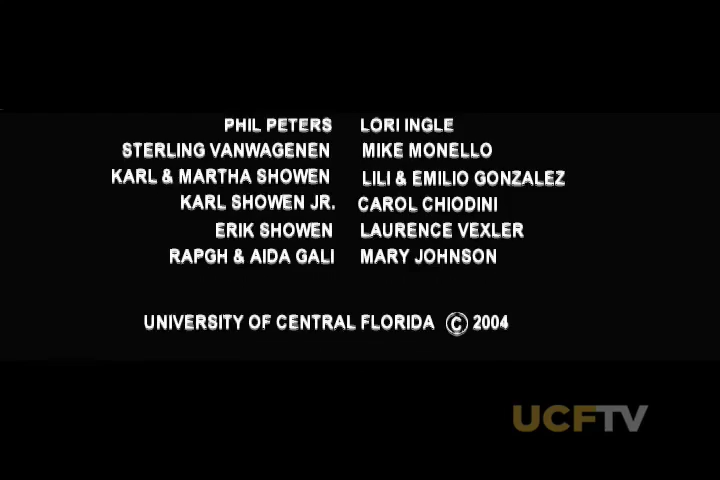 PHIL PETERS LORI INGLE
STERLING VANWAGENEN MIKE MONELLO
KARL & MARTHA SHOWEN LILI & EMILIO GONZALEZ
KARL SHOWEN JR. CAROL CHIODINI
ERIK SHOWEN LAURENCE VEXLER
RAPGH & AIDA GALI MARY JOHNSON
UNIVERSITY OF CENTRAL FLORIDA © 2004
UCFTV